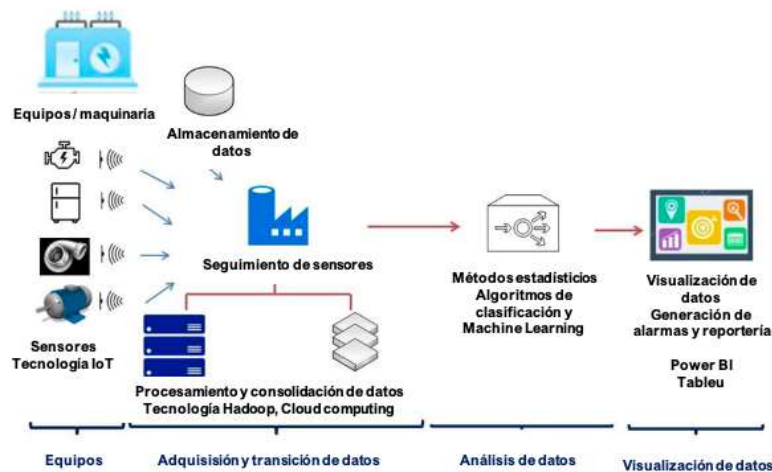 Equipos / maquinaría
Almacenamiento de
datos
Seguimiento de sensores
Sensores
Tecnología IoT
Procesamiento y consolidación de datos
Tecnología Hadoop, Cloud computing
Métodos estadísticios
Algoritmos de
clasificación y
Machine Learning
Visualización de
datos
Generación de
alarmas y reportería
Power BI
Tableu
Equipos
Adquisisión y transición de datos
Análisis de datos
Visualización de datos